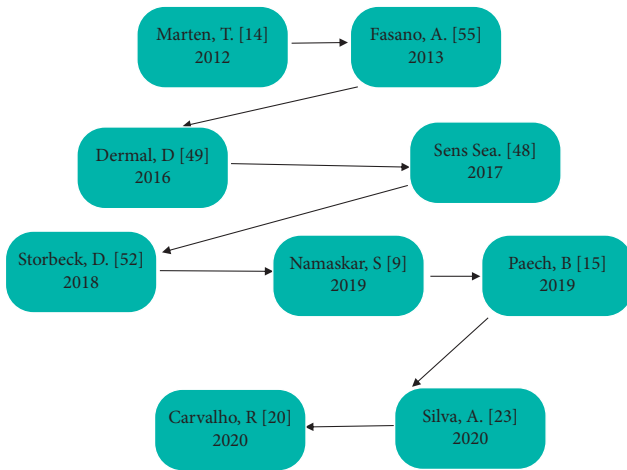 Marten, T. [14]
2012
Fasano, A. [55]
2013
Dermal, D [49]
2016
Sens Sea. [48]
2017
Storbeck, D. [52]
2018
Namaskar, S [9]
2019
Paech, B [15]
2019
Silva, A. [23]
2020
Carvalho, R [20]
2020